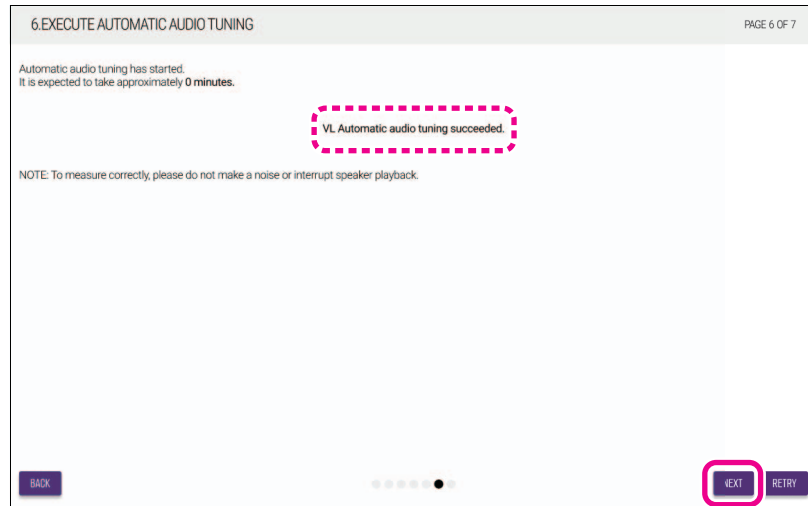 6.EXECUTE AUTOMATIC AUDIO TUNING
PAGE 6 OF 7
Automatic audio tuning has started.
It is expected to take approximately 0 minutes.
VL Automatic audio tuning succeeded.
NOTE: To measure correctly, please do not make a noise or interrupt speaker playback.
BACK
NEXT
RETRY